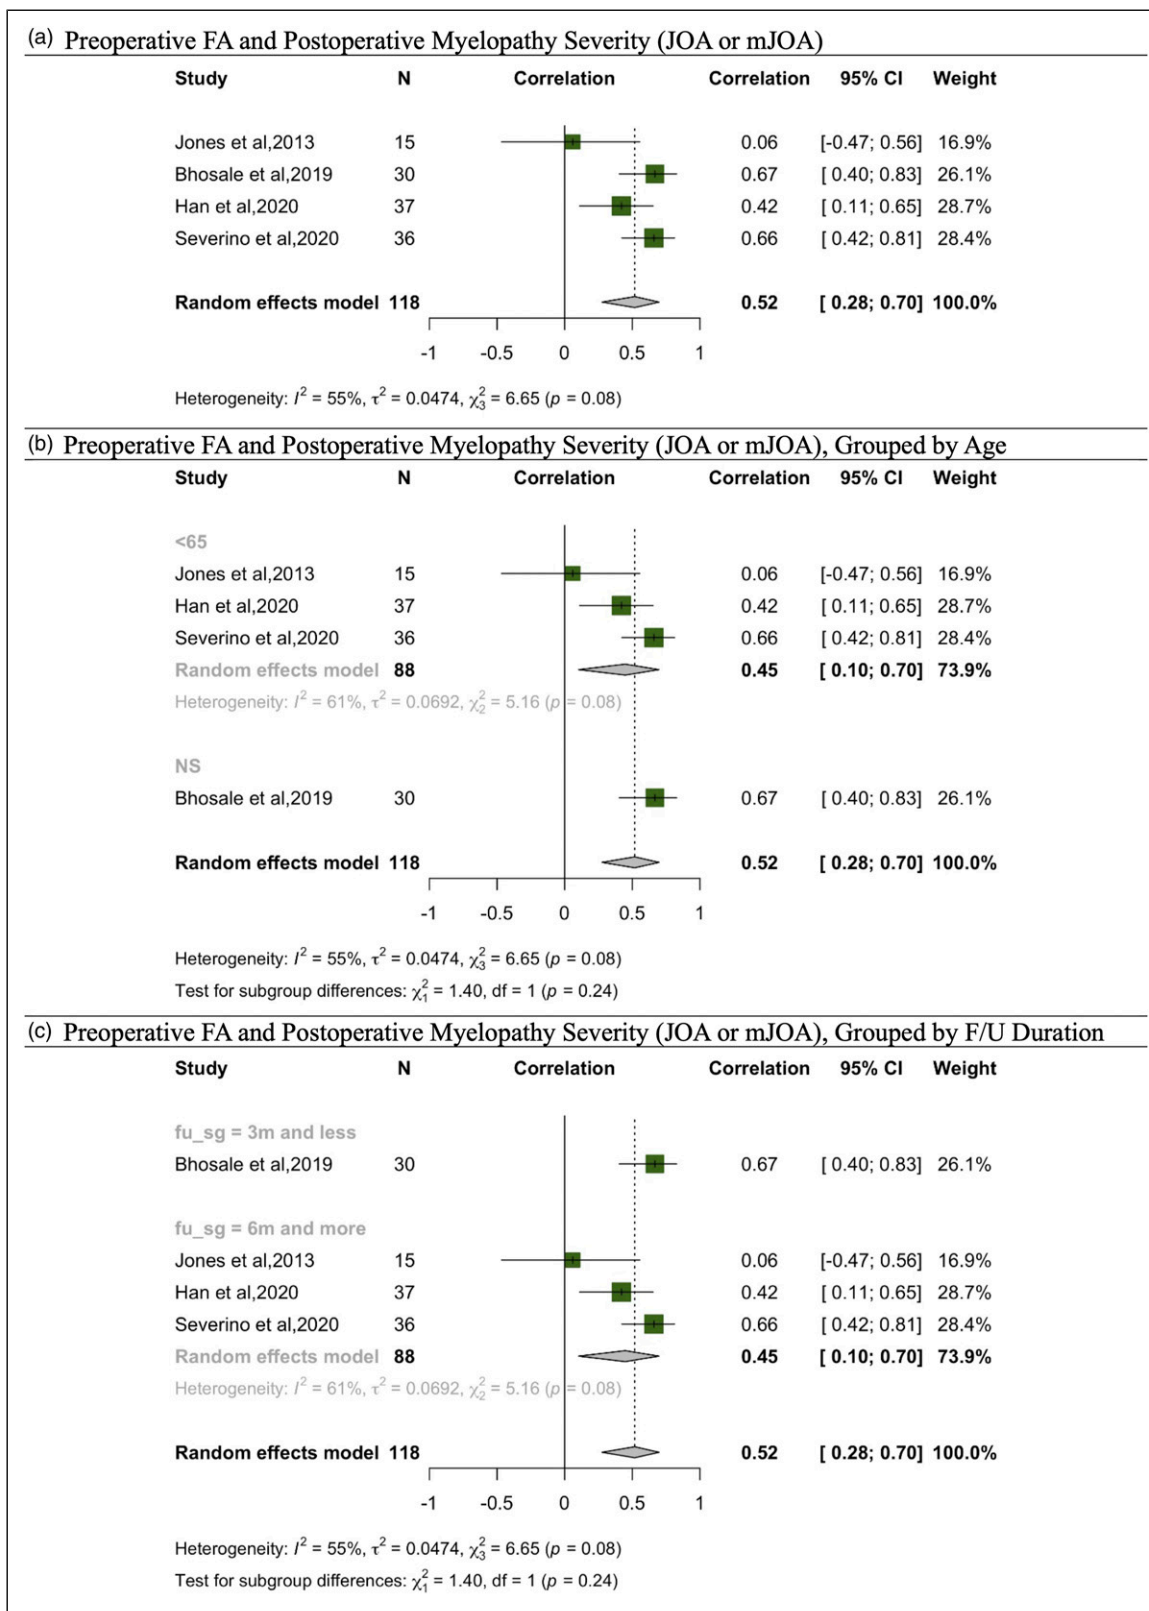 (a) Preoperative FA and Postoperative Myelopathy Severity (JOA or mJOA)
Study N Correlation Correlation 95% CI Weight
Jones et al,2013 15 0.06 [-0.47; 0.56] 16.9%
Bhosale et al,2019 30 0.67 [ 0.40; 0.83] 26.1%
Han et al,2020 37 0.42 [ 0.11; 0.65] 28.7%
Severino et al,2020 36 0.66 [ 0.42; 0.81] 28.4%
Random effects model 118 0.52 [ 0.28; 0.70] 100.0%
-1 -0.5 0 0.5 1
Heterogeneity: I² = 55%, τ² = 0.0474, χ²₃ = 6.65 (p = 0.08)
(b) Preoperative FA and Postoperative Myelopathy Severity (JOA or mJOA), Grouped by Age
Study N Correlation Correlation 95% CI Weight
<65
Jones et al,2013 15 0.06 [-0.47; 0.56] 16.9%
Han et al,2020 37 0.42 [ 0.11; 0.65] 28.7%
Severino et al,2020 36 0.66 [ 0.42; 0.81] 28.4%
Random effects model 88 0.45 [ 0.10; 0.70] 73.9%
Heterogeneity: I² = 61%, τ² = 0.0692, χ²₂ = 5.16 (p = 0.08)
NS
Bhosale et al,2019 30 0.67 [ 0.40; 0.83] 26.1%
Random effects model 118 0.52 [ 0.28; 0.70] 100.0%
-1 -0.5 0 0.5 1
Heterogeneity: I² = 55%, τ² = 0.0474, χ²₃ = 6.65 (p = 0.08)
Test for subgroup differences: χ²₁ = 1.40, df = 1 (p = 0.24)
(c) Preoperative FA and Postoperative Myelopathy Severity (JOA or mJOA), Grouped by F/U Duration
Study N Correlation Correlation 95% CI Weight
fu_sg = 3m and less
Bhosale et al,2019 30 0.67 [ 0.40; 0.83] 26.1%
fu_sg = 6m and more
Jones et al,2013 15 0.06 [-0.47; 0.56] 16.9%
Han et al,2020 37 0.42 [ 0.11; 0.65] 28.7%
Severino et al,2020 36 0.66 [ 0.42; 0.81] 28.4%
Random effects model 88 0.45 [ 0.10; 0.70] 73.9%
Heterogeneity: I² = 61%, τ² = 0.0692, χ²₂ = 5.16 (p = 0.08)
Random effects model 118 0.52 [ 0.28; 0.70] 100.0%
-1 -0.5 0 0.5 1
Heterogeneity: I² = 55%, τ² = 0.0474, χ²₃ = 6.65 (p = 0.08)
Test for subgroup differences: χ²₁ = 1.40, df = 1 (p = 0.24)